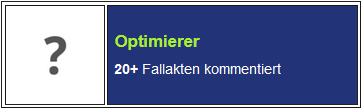 ?
Optimierer
20+ Fallakten kommentiert